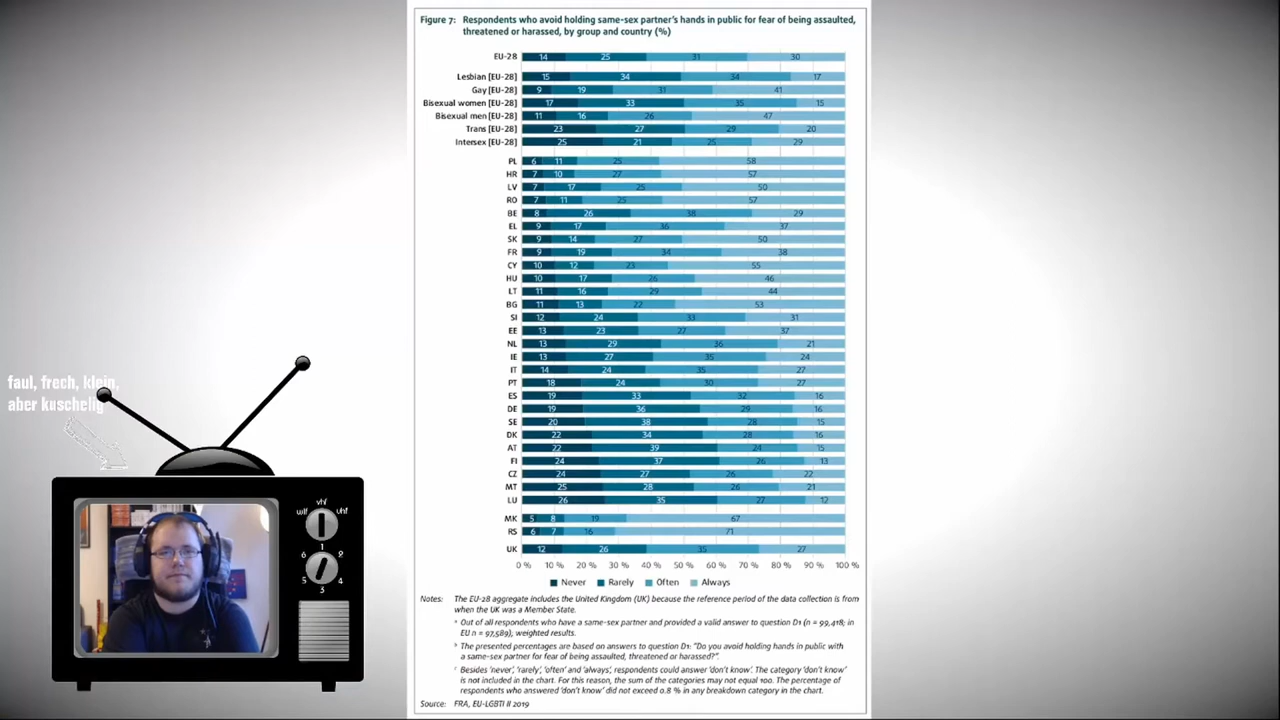 Figure 7: Respondents who avoid holding same-sex partner's hands in public for fear of being assaulted,
threatened or harassed, by group and country (%)
EU-28 14 25 31 30
Lesbian [EU-28] 15 34 34 17
Gay [EU-28] 9 19 31 41
Bisexual women [EU-28] 17 33 35 15
Bisexual men [EU-28] 11 16 26 47
Trans [EU-28] 23 27 29 20
Intersex [EU-28] 25 21 25 29
PL 6 11 25 58
HR 7 10 27 57
LV 7 17 25 50
RO 7 11 25 57
BE 8 26 38 29
EL 9 17 36 37
SK 9 14 27 50
FR 9 19 34 38
CY 10 12 23 55
HU 10 17 26 46
LT 11 16 29 44
BG 11 13 22 53
SI 12 24 33 31
EE 13 23 27 37
NL 13 29 36 21
IE 13 27 35 24
IT 14 24 35 27
PT 18 24 30 27
ES 19 33 32 16
DE 19 36 29 16
SE 20 38 28 15
DK 22 34 28 16
AT 22 39 24 15
FI 24 37 26 13
CZ 24 27 26 22
MT 25 28 26 21
LU 26 35 27 12
MK 5 8 19 67
RS 6 7 16 71
UK 12 26 35 27
0 % 10 % 20 % 30 % 40 % 50 % 60 % 70 % 80 % 90 % 100 %
Never Rarely Often Always
Notes: The EU-28 aggregate includes the United Kingdom (UK) because the reference period of the data collection is from
when the UK was a Member State.
a Out of all respondents who have a same-sex partner and provided a valid answer to question D1 (n = 99,418; in
EU n = 97,589); weighted results.
b The presented percentages are based on answers to question D1: "Do you avoid holding hands in public with
a same-sex partner for fear of being assaulted, threatened or harassed?".
c Besides 'never', 'rarely', 'often' and 'always', respondents could answer 'don't know'. The category 'don't know'
is not included in the chart. For this reason, the sum of the categories may not equal 100. The percentage of
respondents who answered 'don't know' did not exceed 0.8 % in any breakdown category in the chart.
Source: FRA, EU-LGBTI II 2019
faul, frech, klein,
aber kuschelig
vhf
uhf
1
6 2
5 4
3